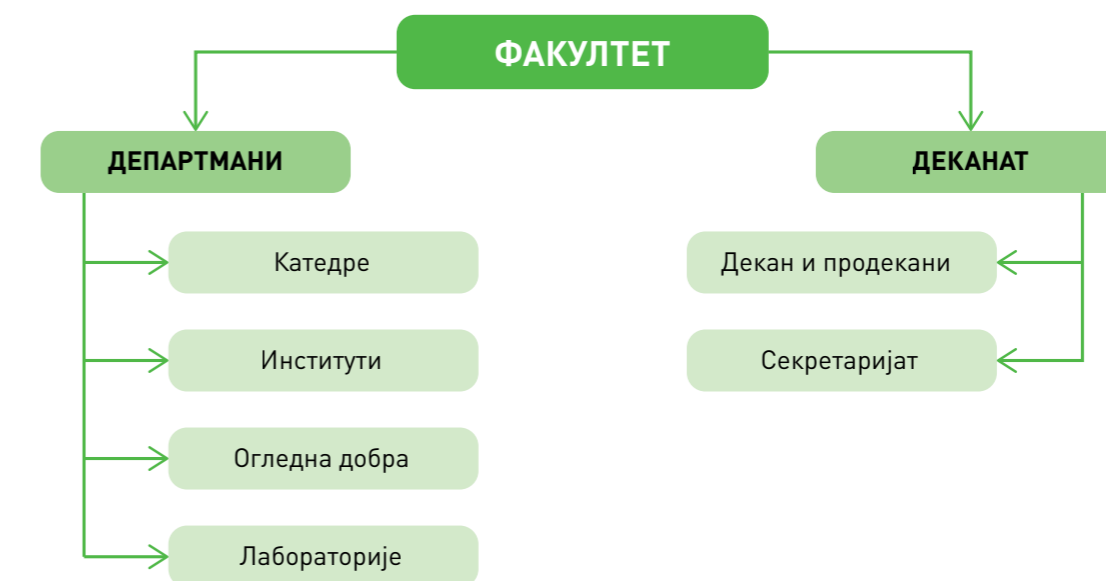 ФАКУЛТЕТ
ДЕПАРТМАНИ
Катедре
Институти
Огледна добра
Лабораторије
ДЕКАНАТ
Декан и продекани
Секретаријат